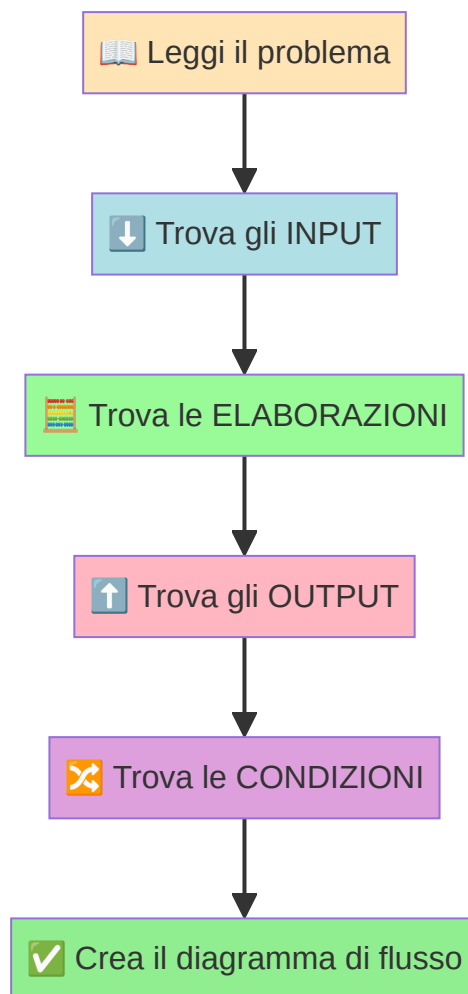 📖 Leggi il problema
⬇️ Trova gli INPUT
🧮 Trova le ELABORAZIONI
⬆️ Trova gli OUTPUT
🔀 Trova le CONDIZIONI
✅ Crea il diagramma di flusso